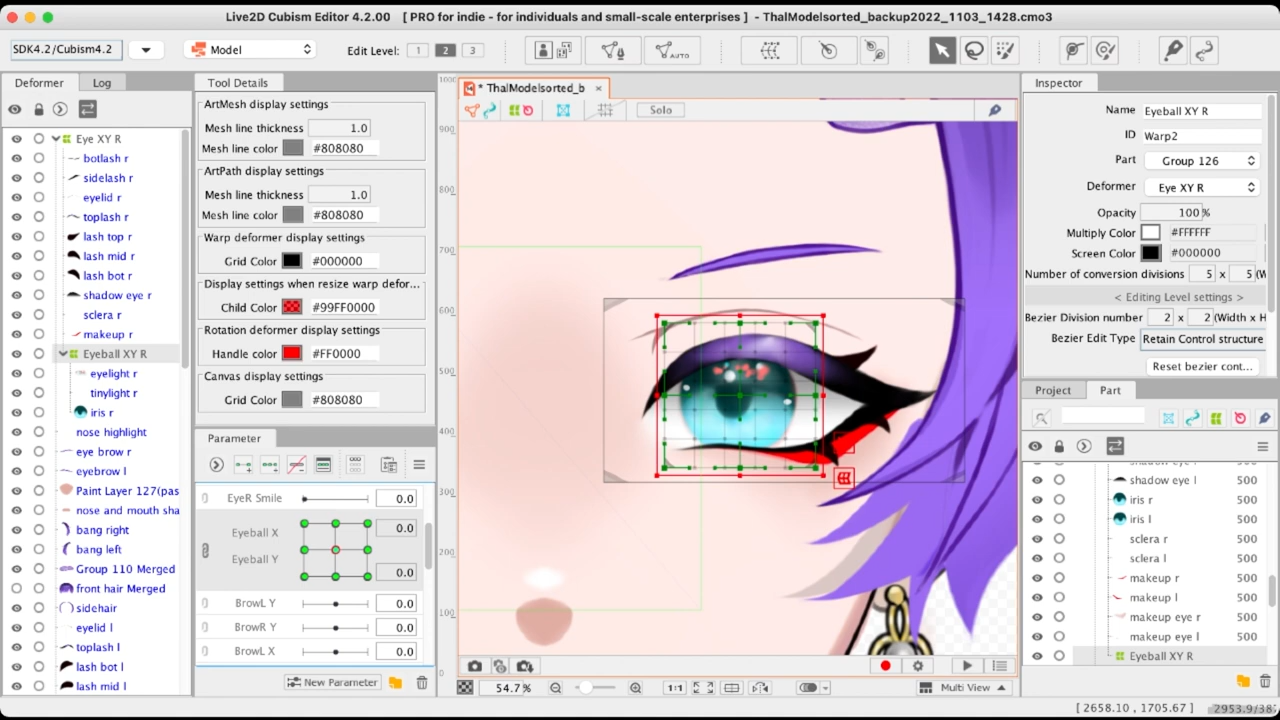 Live2D Cubism Editor 4.2.00 [ PRO for indie - for individuals and small-scale enterprises ] - ThalModelsorted_backup2022_1103_1428.cmo3
SDK4.2/Cubism4.2
Model
Edit Level: 1 2 3
AUTO
Deformer
Log
Eye XY R
botlash r
sidelash r
eyelid r
toplash r
lash top r
lash mid r
lash bot r
shadow eye r
sclera r
makeup r
Eyeball XY R
eyelight r
tinylight r
iris r
nose highlight
eye brow r
eyebrow l
Paint Layer 127(pas
nose and mouth sha
bang right
bang left
Group 110 Merged
front hair Merged
sidehair
eyelid l
toplash l
lash bot l
lash mid l
Tool Details
ArtMesh display settings
Mesh line thickness 1.0
Mesh line color #808080
ArtPath display settings
Mesh line thickness 1.0
Mesh line color #808080
Warp deformer display settings
Grid Color #000000
Display settings when resize warp defor...
Child Color #99FF0000
Rotation deformer display settings
Handle color #FF0000
Canvas display settings
Grid Color #808080
Parameter
EyeR Smile 0.0
Eyeball X 0.0
Eyeball Y 0.0
BrowL Y 0.0
BrowR Y 0.0
BrowL X 0.0
New Parameter
* ThalModelsorted_b
Solo
1000
900
800
700
600
500
400
300
200
100
0
54.7%
1:1
Multi View
Inspector
Name Eyeball XY R
ID Warp2
Part Group 126
Deformer Eye XY R
Opacity 100 %
Multiply Color #FFFFFF
Screen Color #000000
Number of conversion divisions 5 x 5 (W
< Editing Level settings >
Bezier Division number 2 x 2 (Width x H
Bezier Edit Type Retain Control structure
Reset bezier cont...
Project
Part
shadow eye l 500
iris r 500
iris l 500
sclera r 500
sclera l 500
makeup r 500
makeup l 500
makeup eye r 500
makeup eye l 500
Eyeball XY R 500
[ 2658.10 , 1705.67 ]
2953.9/38